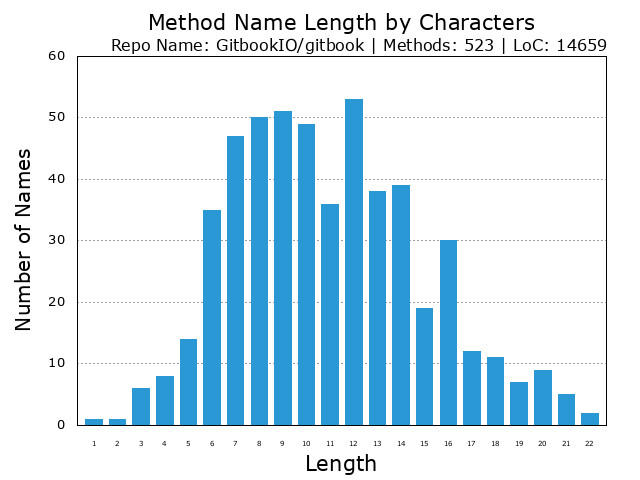 Method Name Length by Characters
Repo Name: GitbookIO/gitbook | Methods: 523 | LoC: 14659
60
50
40
30
20
10
0
Number of Names
1 2 3 4 5 6 7 8 9 10 11 12 13 14 15 16 17 18 19 20 21 22
Length